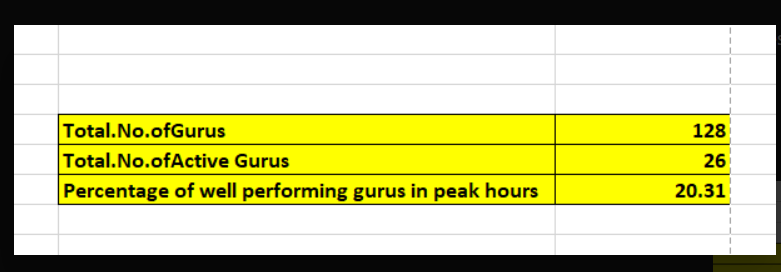 Total.No.ofGurus 128
Total.No.ofActive Gurus 26
Percentage of well performing gurus in peak hours 20.31